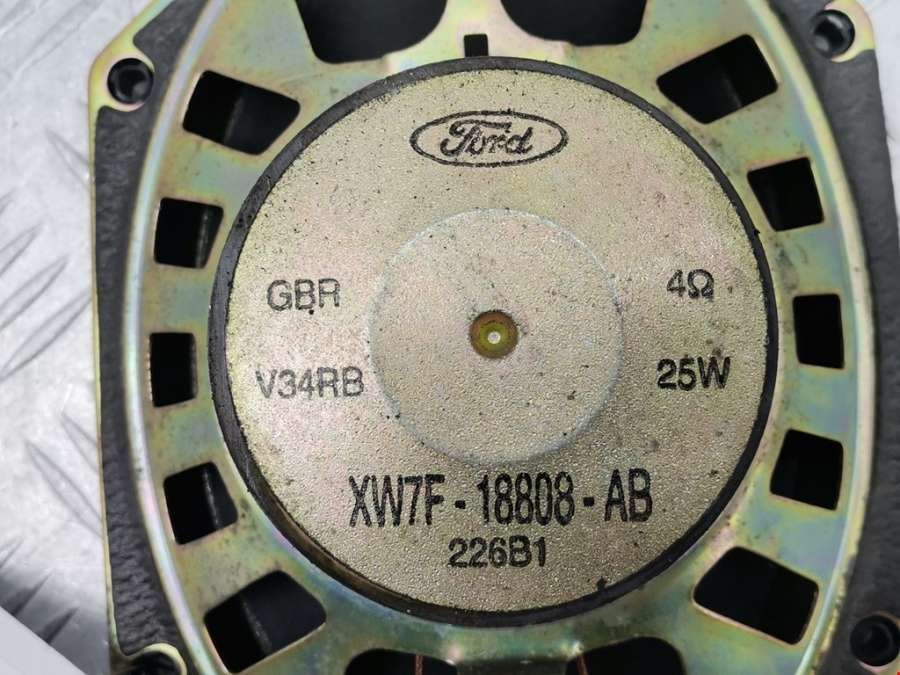 Ford
GBR 4Ω
V34RB 25W
XW7F-18808-AB
226B1